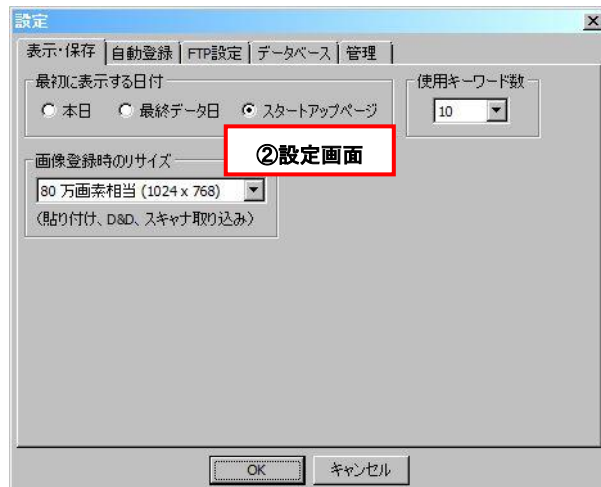 設定
表示・保存 自動登録 FTP設定 データベース 管理
最初に表示する日付
本日 最終データ日 スタートアップページ
使用キーワード数
10
②設定画面
画像登録時のリサイズ
80 万画素相当 (1024 x 768)
(貼り付け、D&D、スキャナ取り込み)
OK キャンセル